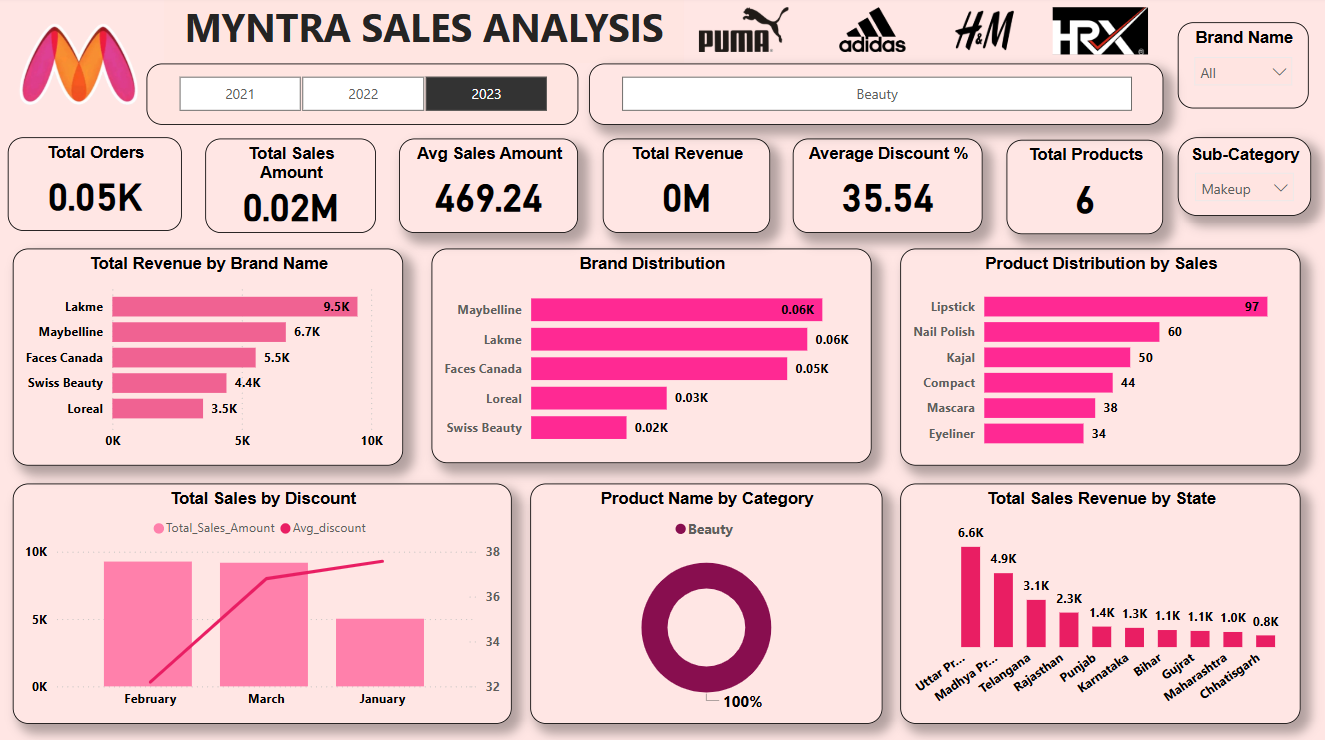 MYNTRA SALES ANALYSIS
PUMA
adidas
H&M
HRX
Brand Name
All
2021
2022
2023
Beauty
Total Orders
0.05K
Total Sales
Amount
0.02M
Avg Sales Amount
469.24
Total Revenue
0M
Average Discount %
35.54
Total Products
6
Sub-Category
Makeup
Total Revenue by Brand Name
Lakme 9.5K
Maybelline 6.7K
Faces Canada 5.5K
Swiss Beauty 4.4K
Loreal 3.5K
0K 5K 10K
Brand Distribution
Maybelline 0.06K
Lakme 0.06K
Faces Canada 0.05K
Loreal 0.03K
Swiss Beauty 0.02K
Product Distribution by Sales
Lipstick 97
Nail Polish 60
Kajal 50
Compact 44
Mascara 38
Eyeliner 34
Total Sales by Discount
Total_Sales_Amount Avg_discount
10K 38
36
5K
34
0K 32
February March January
Product Name by Category
Beauty
100%
Total Sales Revenue by State
6.6K
4.9K
3.1K
2.3K
1.4K
1.3K
1.1K
1.1K
1.0K
0.8K
Uttar Pr...
Madhya Pr...
Telangana
Rajasthan
Punjab
Karnataka
Bihar
Gujrat
Maharashtra
Chhatisgarh